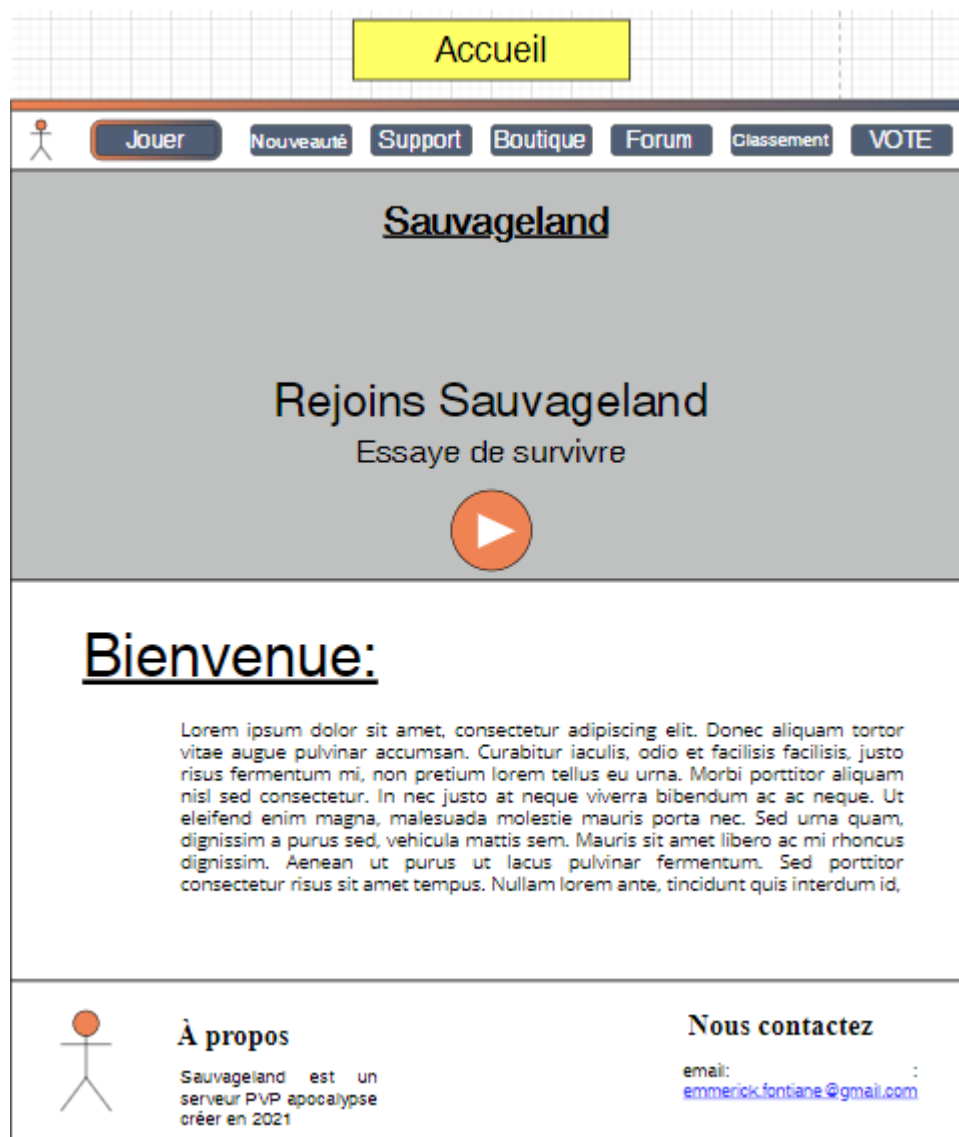 Accueil
Jouer Nouveauté Support Boutique Forum Classement VOTE
Sauvageland
Rejoins Sauvageland
Essaye de survivre
Bienvenue:
Lorem ipsum dolor sit amet, consectetur adipiscing elit. Donec aliquam tortor
vitae augue pulvinar accumsan. Curabitur iaculis, odio et facilisis facilisis, justo
risus fermentum mi, non pretium lorem tellus eu urna. Morbi porttitor aliquam
nisl sed consectetur. In nec justo at neque viverra bibendum ac ac neque. Ut
eleifend enim magna, malesuada molestie mauris porta nec. Sed urna quam,
dignissim a purus sed, vehicula mattis sem. Mauris sit amet libero ac mi rhoncus
dignissim. Aenean ut purus ut lacus pulvinar fermentum. Sed porttitor
consectetur risus sit amet tempus. Nullam lorem ante, tincidunt quis interdum id,
À propos
Sauvageland est un
serveur PVP apocalypse
créer en 2021
Nous contactez
email: :
emmerick.fontiane@gmail.com